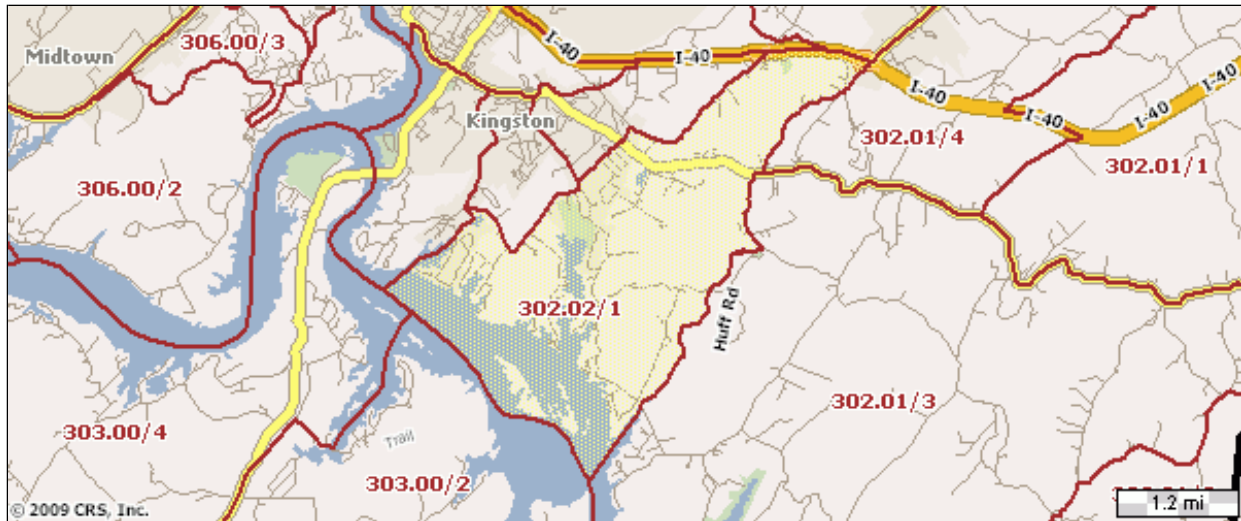 Midtown
306.00/3
I-40
I-40
I-40
I-40
I-40
I-40
I-40
Kingston
302.01/4
302.01/1
306.00/2
302.02/1
Huff Rd
302.01/3
303.00/4
Trail
303.00/2
© 2009 CRS, Inc.
1.2 mi